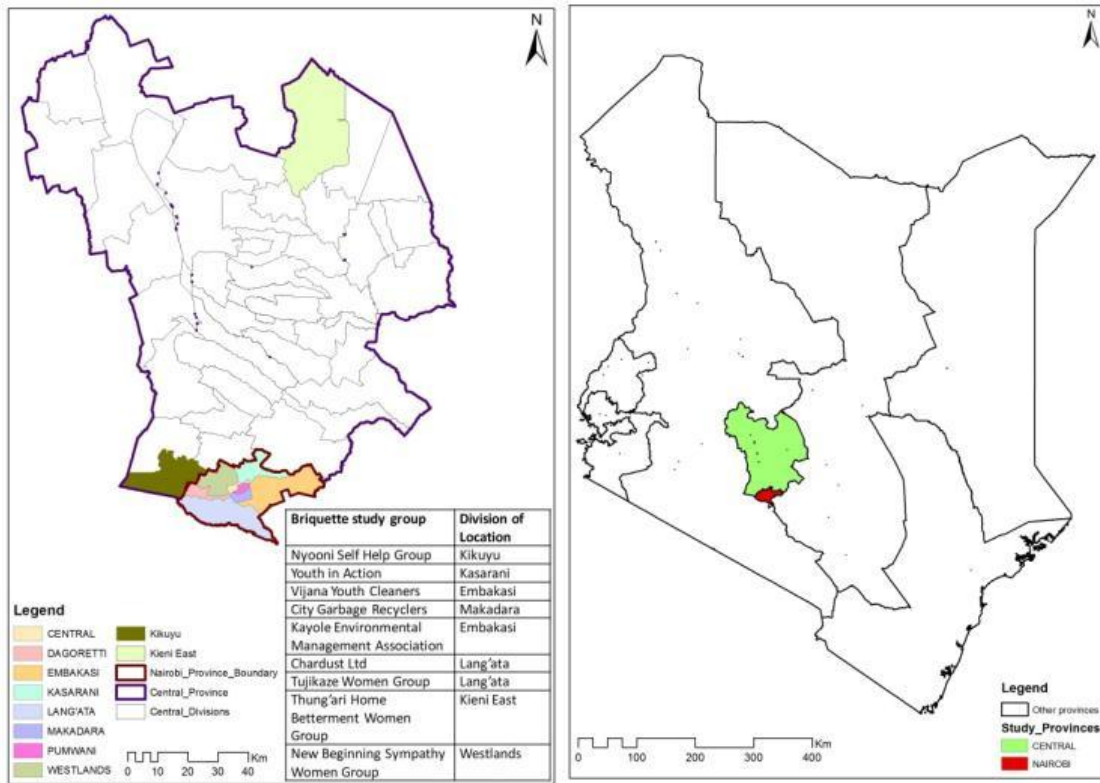 N
Briquette study group Division of
Location
Nyooni Self Help Group Kikuyu
Youth in Action Kasarani
Vijana Youth Cleaners Embakasi
City Garbage Recyclers Makadara
Kayole Environmental Embakasi
Management Association
Chardust Ltd Lang'ata
Tujikaze Women Group Lang'ata
Thung'ari Home Kieni East
Betterment Women
Group
New Beginning Sympathy Westlands
Women Group
Legend
CENTRAL
DAGORETTI
EMBAKASI
KASARANI
LANG'ATA
MAKADARA
PUMWANI
WESTLANDS
Kikuyu
Kieni East
Nairobi_Province_Boundary
Central_Province
Central_Divisions
Km
0 10 20 40
N
Legend
Other provinces
Study_Provinces
CENTRAL
NAIROBI
Km
0 100 200 300 400